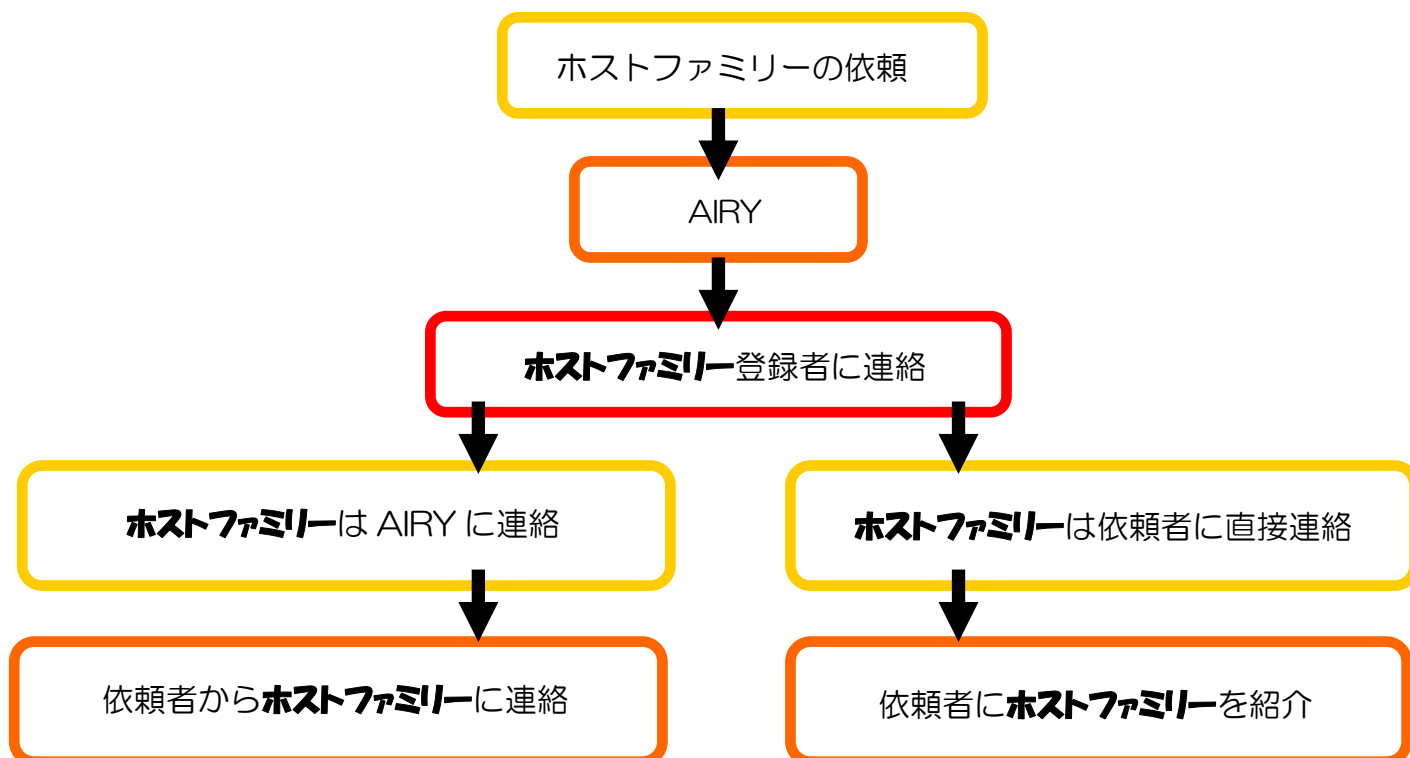 ホストファミリーの依頼
AIRY
ホストファミリー登録者に連絡
ホストファミリーは AIRY に連絡
ホストファミリーは依頼者に直接連絡
依頼者からホストファミリーに連絡
依頼者にホストファミリーを紹介